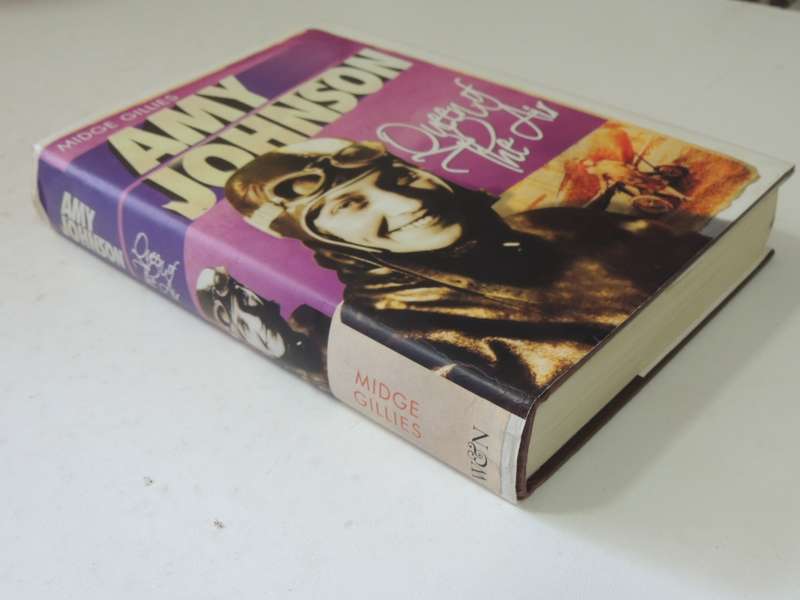 MIDGE GILLIES
AMY
JOHNSON
Queen of
The Air
AMY
JOHNSON
Queen of
The Air
MIDGE
GILLIES
W&N